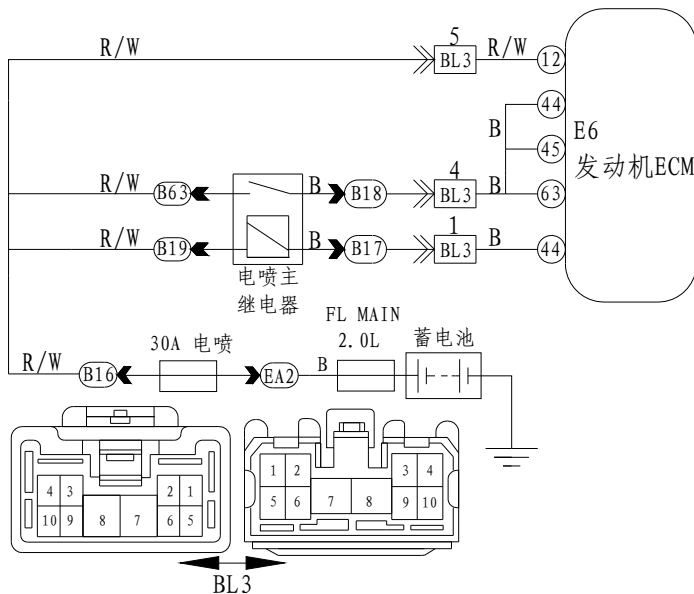 5
R/W BL3 R/W 12
44
B 45 E6
发动机ECM
4
R/W B63 B B18 BL3 B 63
1
R/W B19 B B17 BL3 B 44
电喷主
继电器
FL MAIN
30A 电喷 2.0L 蓄电池
R/W B16 EA2 B
4 3 2 1
10 9 8 7 6 5
1 2 3 4
5 6 7 8 9 10
BL3